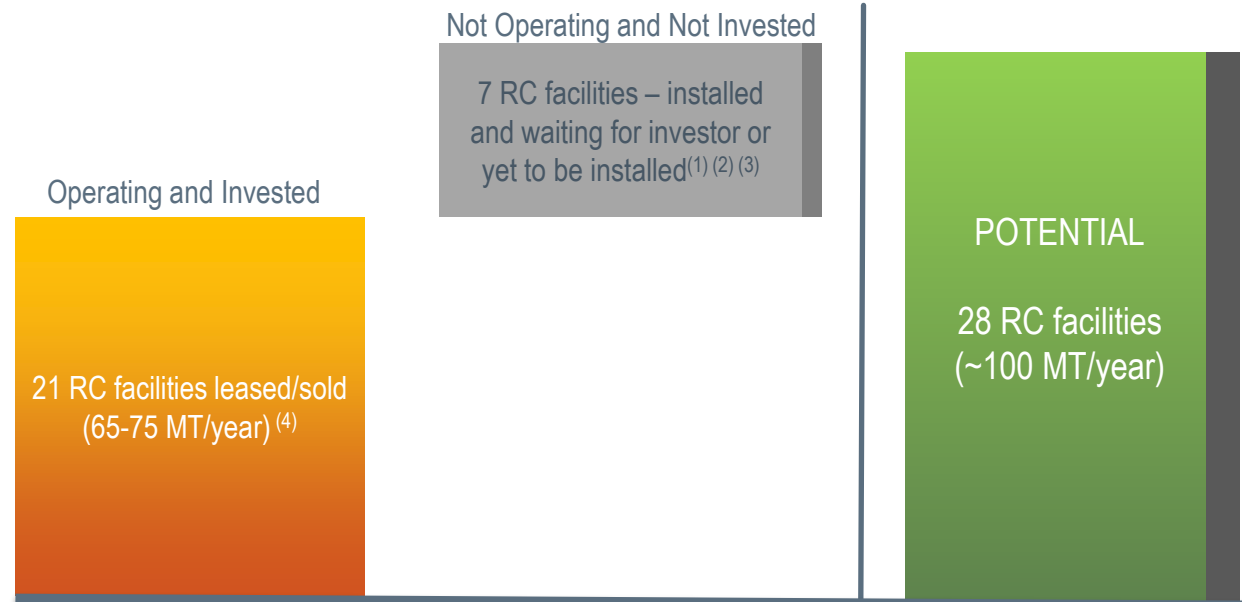 Not Operating and Not Invested
7 RC facilities – installed
and waiting for investor or
yet to be installed(1) (2) (3)
Operating and Invested
21 RC facilities leased/sold
(65-75 MT/year) (4)
POTENTIAL
28 RC facilities
(~100 MT/year)